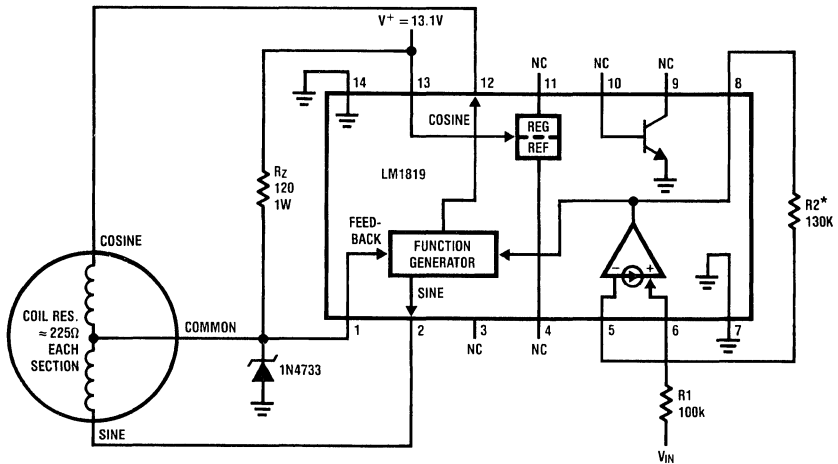 V⁺ = 13.1V
NC
NC
NC
14
13
12
11
10
9
8
COSINE
REG
REF
LM1819
RZ
120
1W
R2*
130K
FEED-
BACK
FUNCTION
GENERATOR
COSINE
SINE
− +
COIL RES.
≈ 225Ω
EACH
SECTION
COMMON
1
2
3
4
5
6
7
NC
NC
1N4733
R1
100k
SINE
VIN